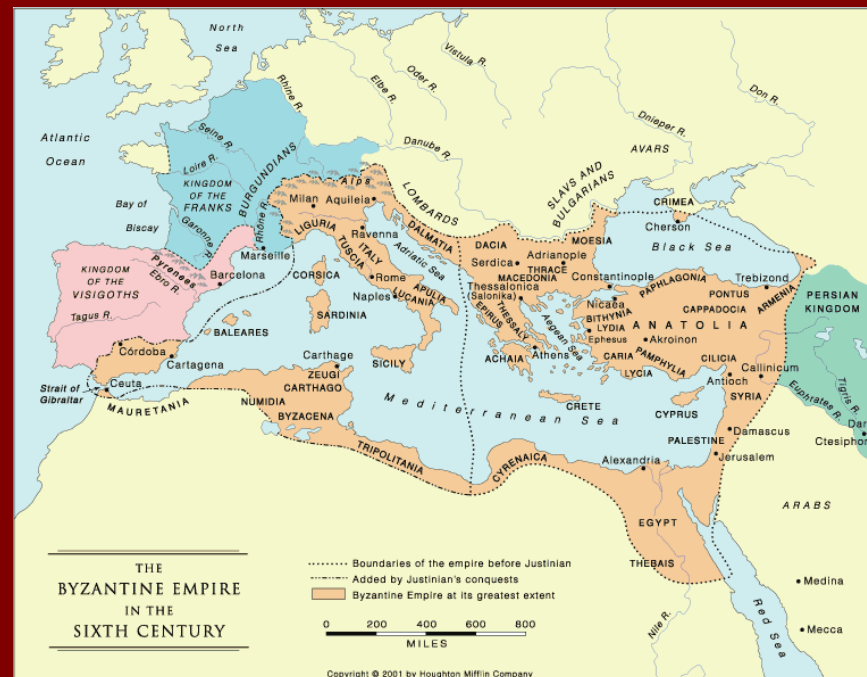 North
Sea
Atlantic
Ocean
Bay of
Biscay
Rhine R.
Elbe R.
Oder R.
Vistula R.
Don R.
Dnieper R.
Danube R.
Seine R.
Loire R.
Garonne R.
Rhône R.
KINGDOM
OF THE
FRANKS
BURGUNDIANS
Alps
LOMBARDS
SLAVS AND
BULGARIANS
AVARS
CRIMEA
Cherson
Black Sea
KINGDOM
OF THE
VISIGOTHS
Pyrenees
Ebro R.
Tagus R.
Barcelona
Marseille
Córdoba
Cartagena
Ceuta
Strait of
Gibraltar
BALEARES
MAURETANIA
Milan
Aquileia
LIGURIA
Ravenna
TUSCIA
ITALY
Rome
Naples
APULIA
LUCANIA
Adriatic Sea
DALMATIA
CORSICA
SARDINIA
SICILY
Carthage
ZEUGI
CARTHAGO
NUMIDIA
BYZACENA
TRIPOLITANIA
Mediterranean Sea
DACIA
MOESIA
Serdica
Adrianople
THRACE
MACEDONIA
Constantinople
Thessalonica
(Salonika)
THESSALY
EPIRUS
Aegean Sea
ACHAIA
Athens
CRETE
CYPRUS
Nicaea
BITHYNIA
LYDIA
Ephesus
CARIA
LYCIA
PAMPHYLIA
Akroinon
ANATOLIA
PAPHLAGONIA
PONTUS
CAPPADOCIA
Trebizond
ARMENIA
CILICIA
Antioch
Callinicum
SYRIA
Damascus
PALESTINE
Jerusalem
PERSIAN
KINGDOM
Euphrates R.
Tigris R.
Dar
Ctesiphon
CYRENAICA
Alexandria
EGYPT
THEBAIS
Nile R.
Red Sea
ARABS
Medina
Mecca
THE
BYZANTINE EMPIRE
IN THE
SIXTH CENTURY
Boundaries of the empire before Justinian
Added by Justinian's conquests
Byzantine Empire at its greatest extent
0 200 400 600 800
MILES
Copyright © 2001 by Houghton Mifflin Company